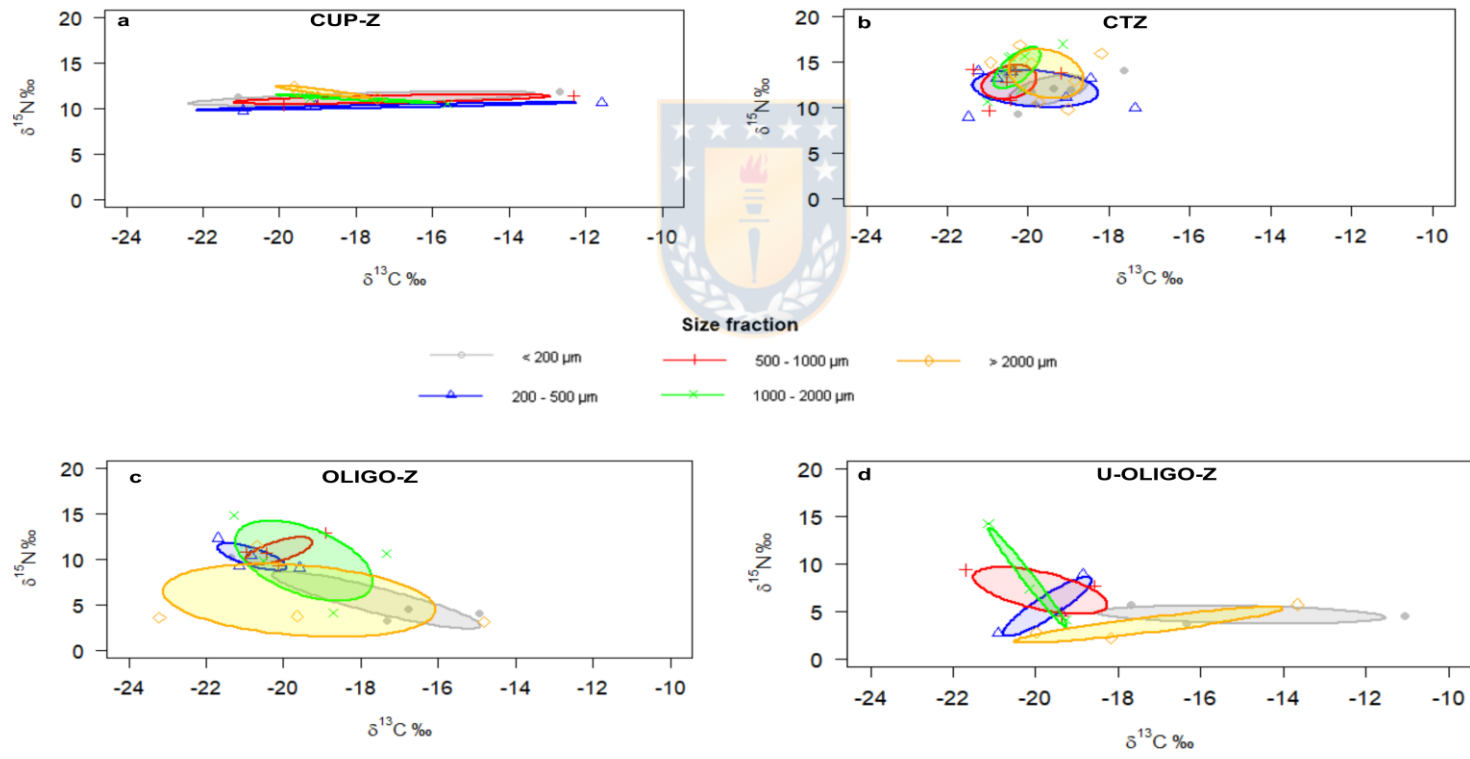 a
CUP-Z
20
15
10
5
0
δ15N‰
-24
-22
-20
-18
-16
-14
-12
-10
δ13C ‰
b
CTZ
20
15
10
5
0
δ15N‰
-24
-22
-20
-18
-16
-14
-12
-10
δ13C ‰
Size fraction
< 200 µm
500 - 1000 µm
> 2000 µm
200 - 500 µm
1000 - 2000 µm
c
OLIGO-Z
20
15
10
5
0
δ15N‰
-24
-22
-20
-18
-16
-14
-12
-10
δ13C ‰
d
U-OLIGO-Z
20
15
10
5
0
δ15N‰
-24
-22
-20
-18
-16
-14
-12
-10
δ13C ‰